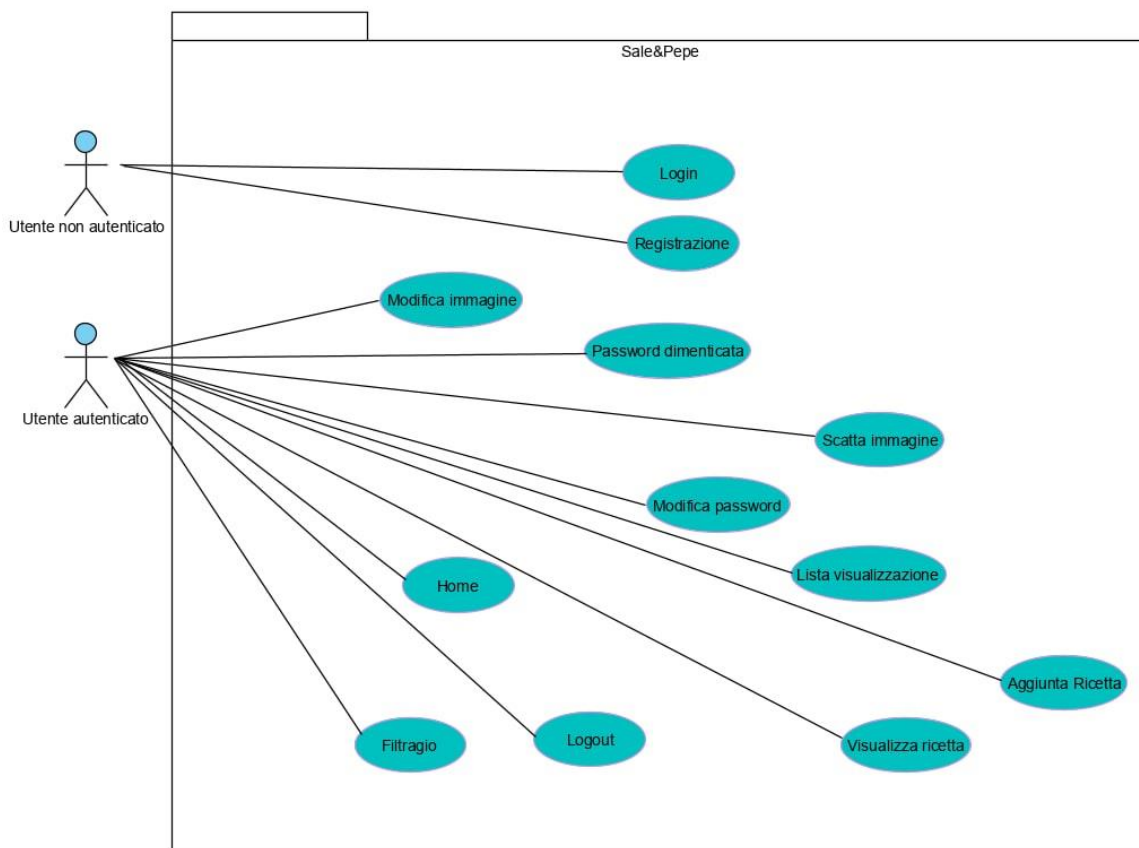 Sale&Pepe
Login
Utente non autenticato
Registrazione
Modifica immagine
Password dimenticata
Utente autenticato
Scatta immagine
Modifica password
Lista visualizzazione
Home
Aggiunta Ricetta
Filtragio
Logout
Visualizza ricetta